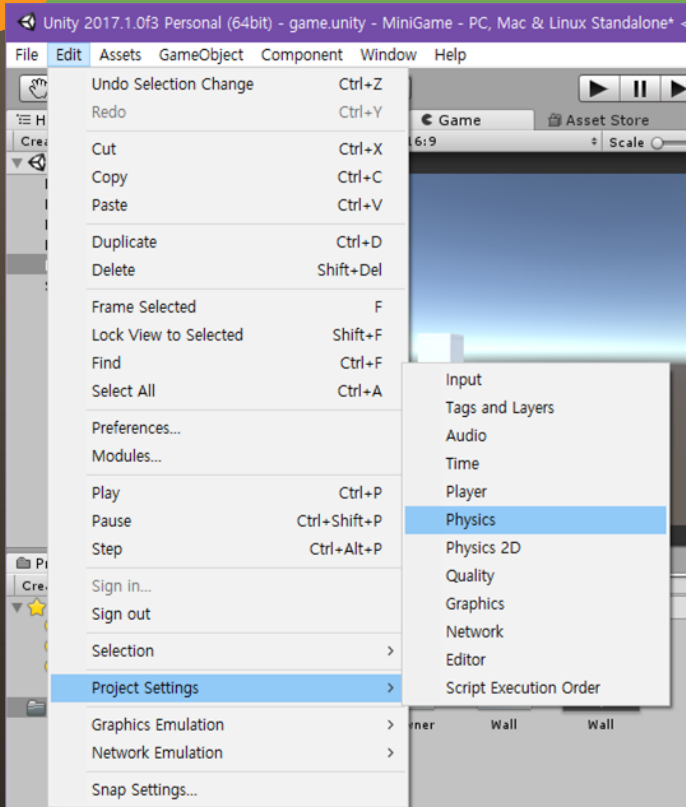 Unity 2017.1.0f3 Personal (64bit) - game.unity - MiniGame - PC, Mac & Linux Standalone* <
File Edit Assets GameObject Component Window Help
Undo Selection Change Ctrl+Z
Redo Ctrl+Y
Game Asset Store
16:9 Scale
Cut Ctrl+X
Copy Ctrl+C
Paste Ctrl+V
Duplicate Ctrl+D
Delete Shift+Del
Frame Selected F
Lock View to Selected Shift+F
Find Ctrl+F
Select All Ctrl+A
Preferences...
Modules...
Play Ctrl+P
Pause Ctrl+Shift+P
Step Ctrl+Alt+P
Sign in...
Sign out
Selection
Project Settings
Graphics Emulation
Network Emulation
Snap Settings...
Input
Tags and Layers
Audio
Time
Player
Physics
Physics 2D
Quality
Graphics
Network
Editor
Script Execution Order
Wall Wall